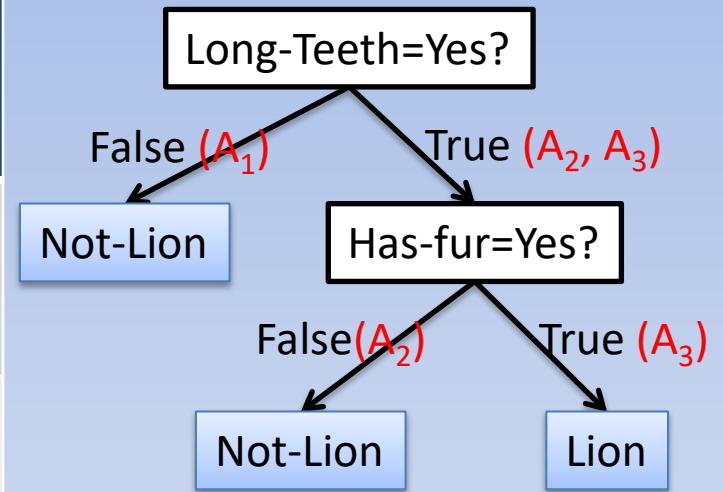 Long-Teeth=Yes?
False (A₁) True (A₂, A₃)
Not-Lion Has-fur=Yes?
False(A₂) True (A₃)
Not-Lion Lion